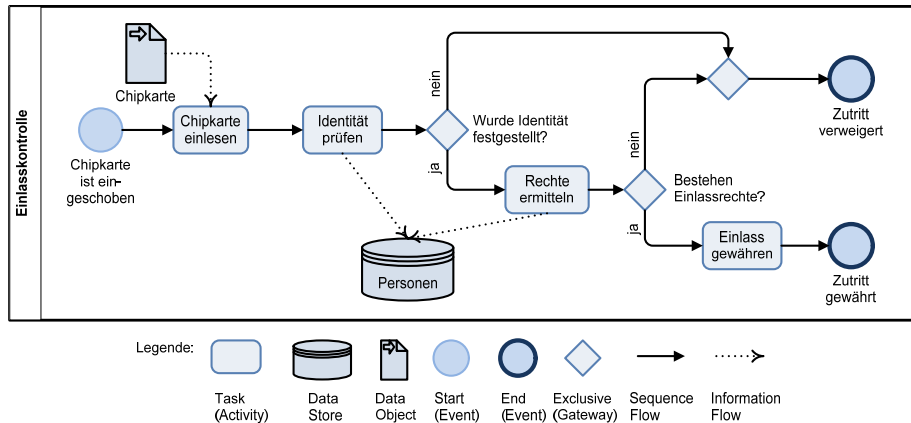 Einlasskontrolle
Chipkarte
Chipkarte
ist ein-
geschoben
Chipkarte
einlesen
Identität
prüfen
nein
Wurde Identität
festgestellt?
ja
Rechte
ermitteln
Personen
nein
Bestehen
Einlassrechte?
ja
Einlass
gewähren
Zutritt
verweigert
Zutritt
gewährt
Legende:
Task
(Activity)
Data
Store
Data
Object
Start
(Event)
End
(Event)
Exclusive
(Gateway)
Sequence
Flow
Information
Flow